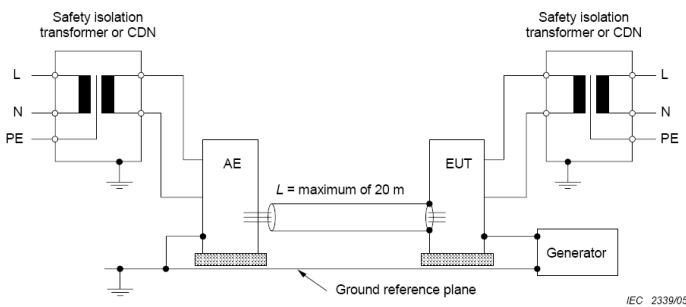 Safety isolation
transformer or CDN
Safety isolation
transformer or CDN
L
N
PE
L
N
PE
AE
EUT
L = maximum of 20 m
Generator
Ground reference plane
IEC 2339/05